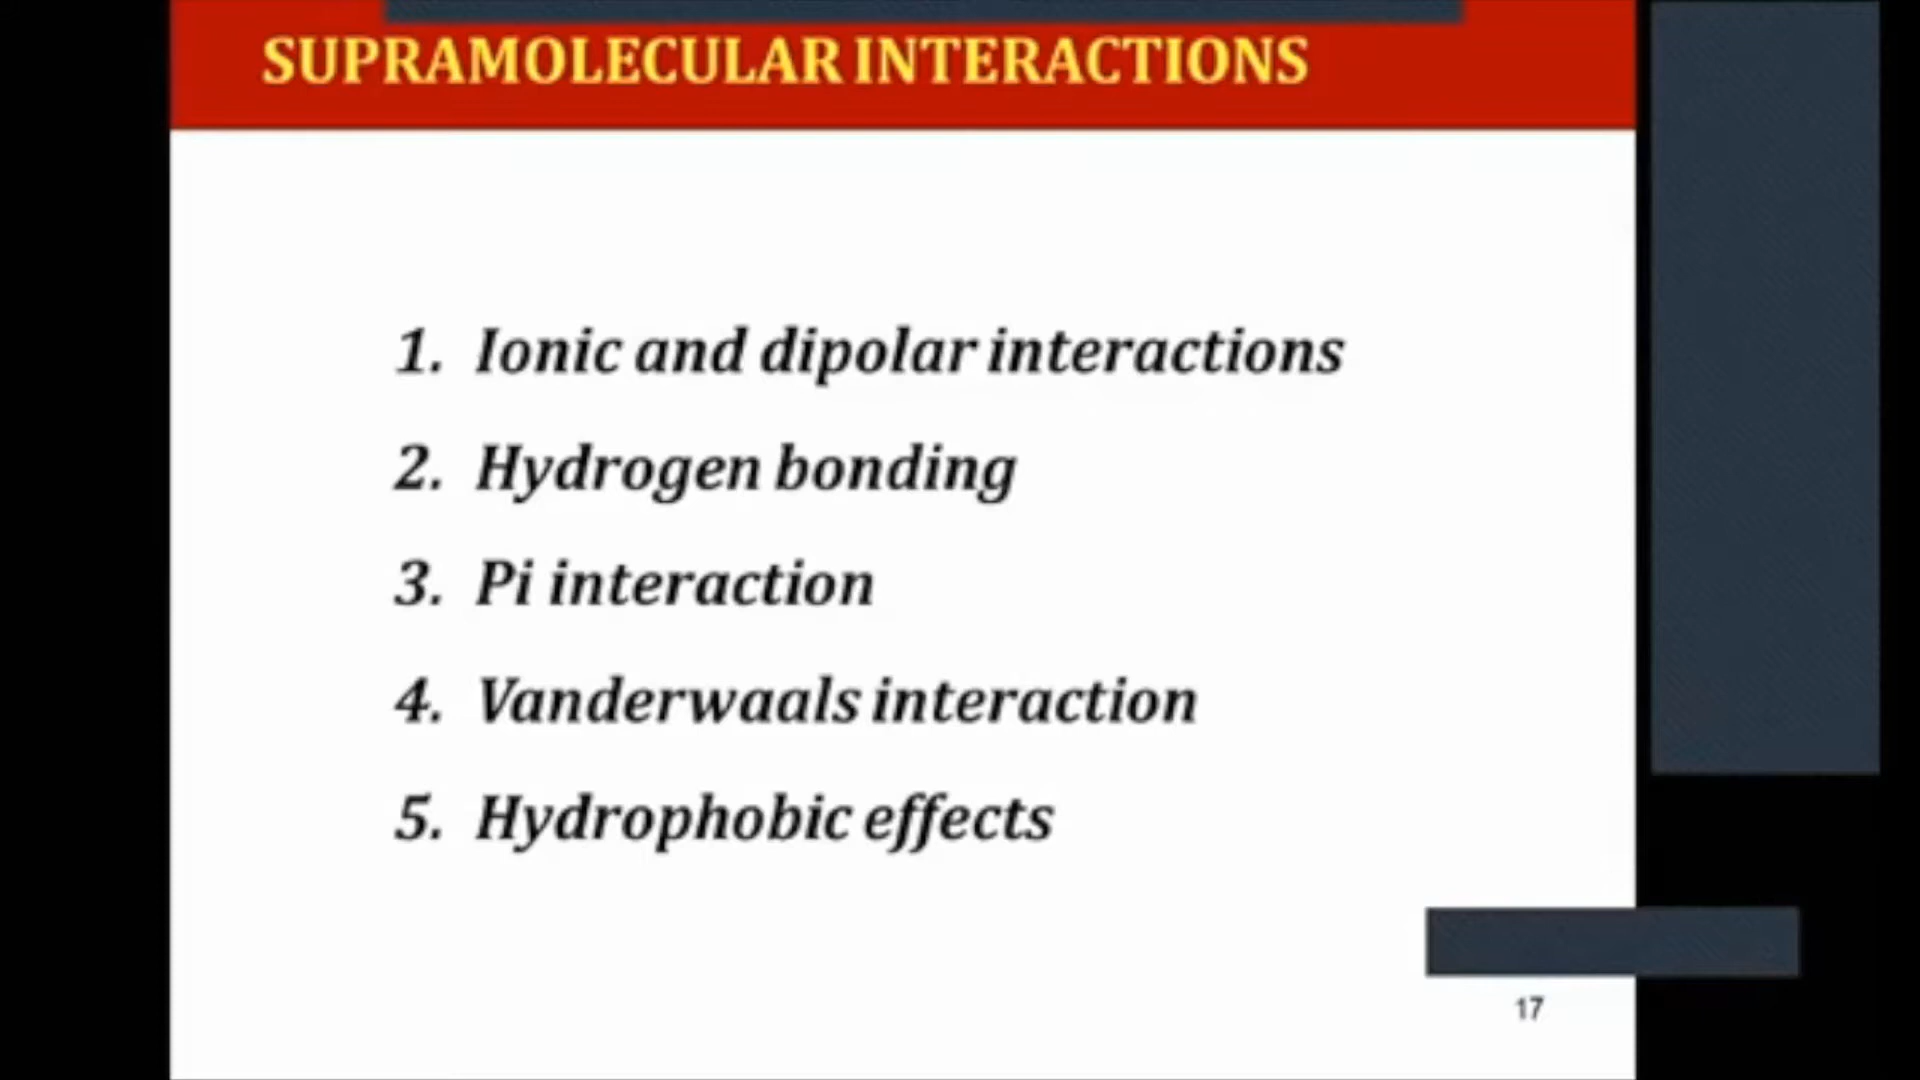 SUPRAMOLECULAR INTERACTIONS
1. Ionic and dipolar interactions
2. Hydrogen bonding
3. Pi interaction
4. Vanderwaals interaction
5. Hydrophobic effects
17